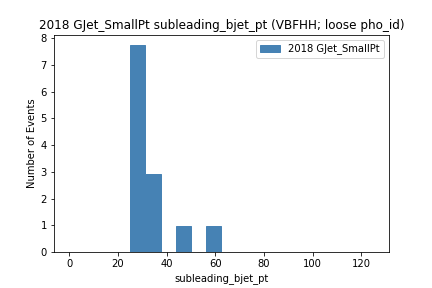 2018 GJet_SmallPt subleading_bjet_pt (VBFHH; loose pho_id)
2018 GJet_SmallPt
8
7
6
5
4
3
2
1
0
Number of Events
0 20 40 60 80 100 120
subleading_bjet_pt